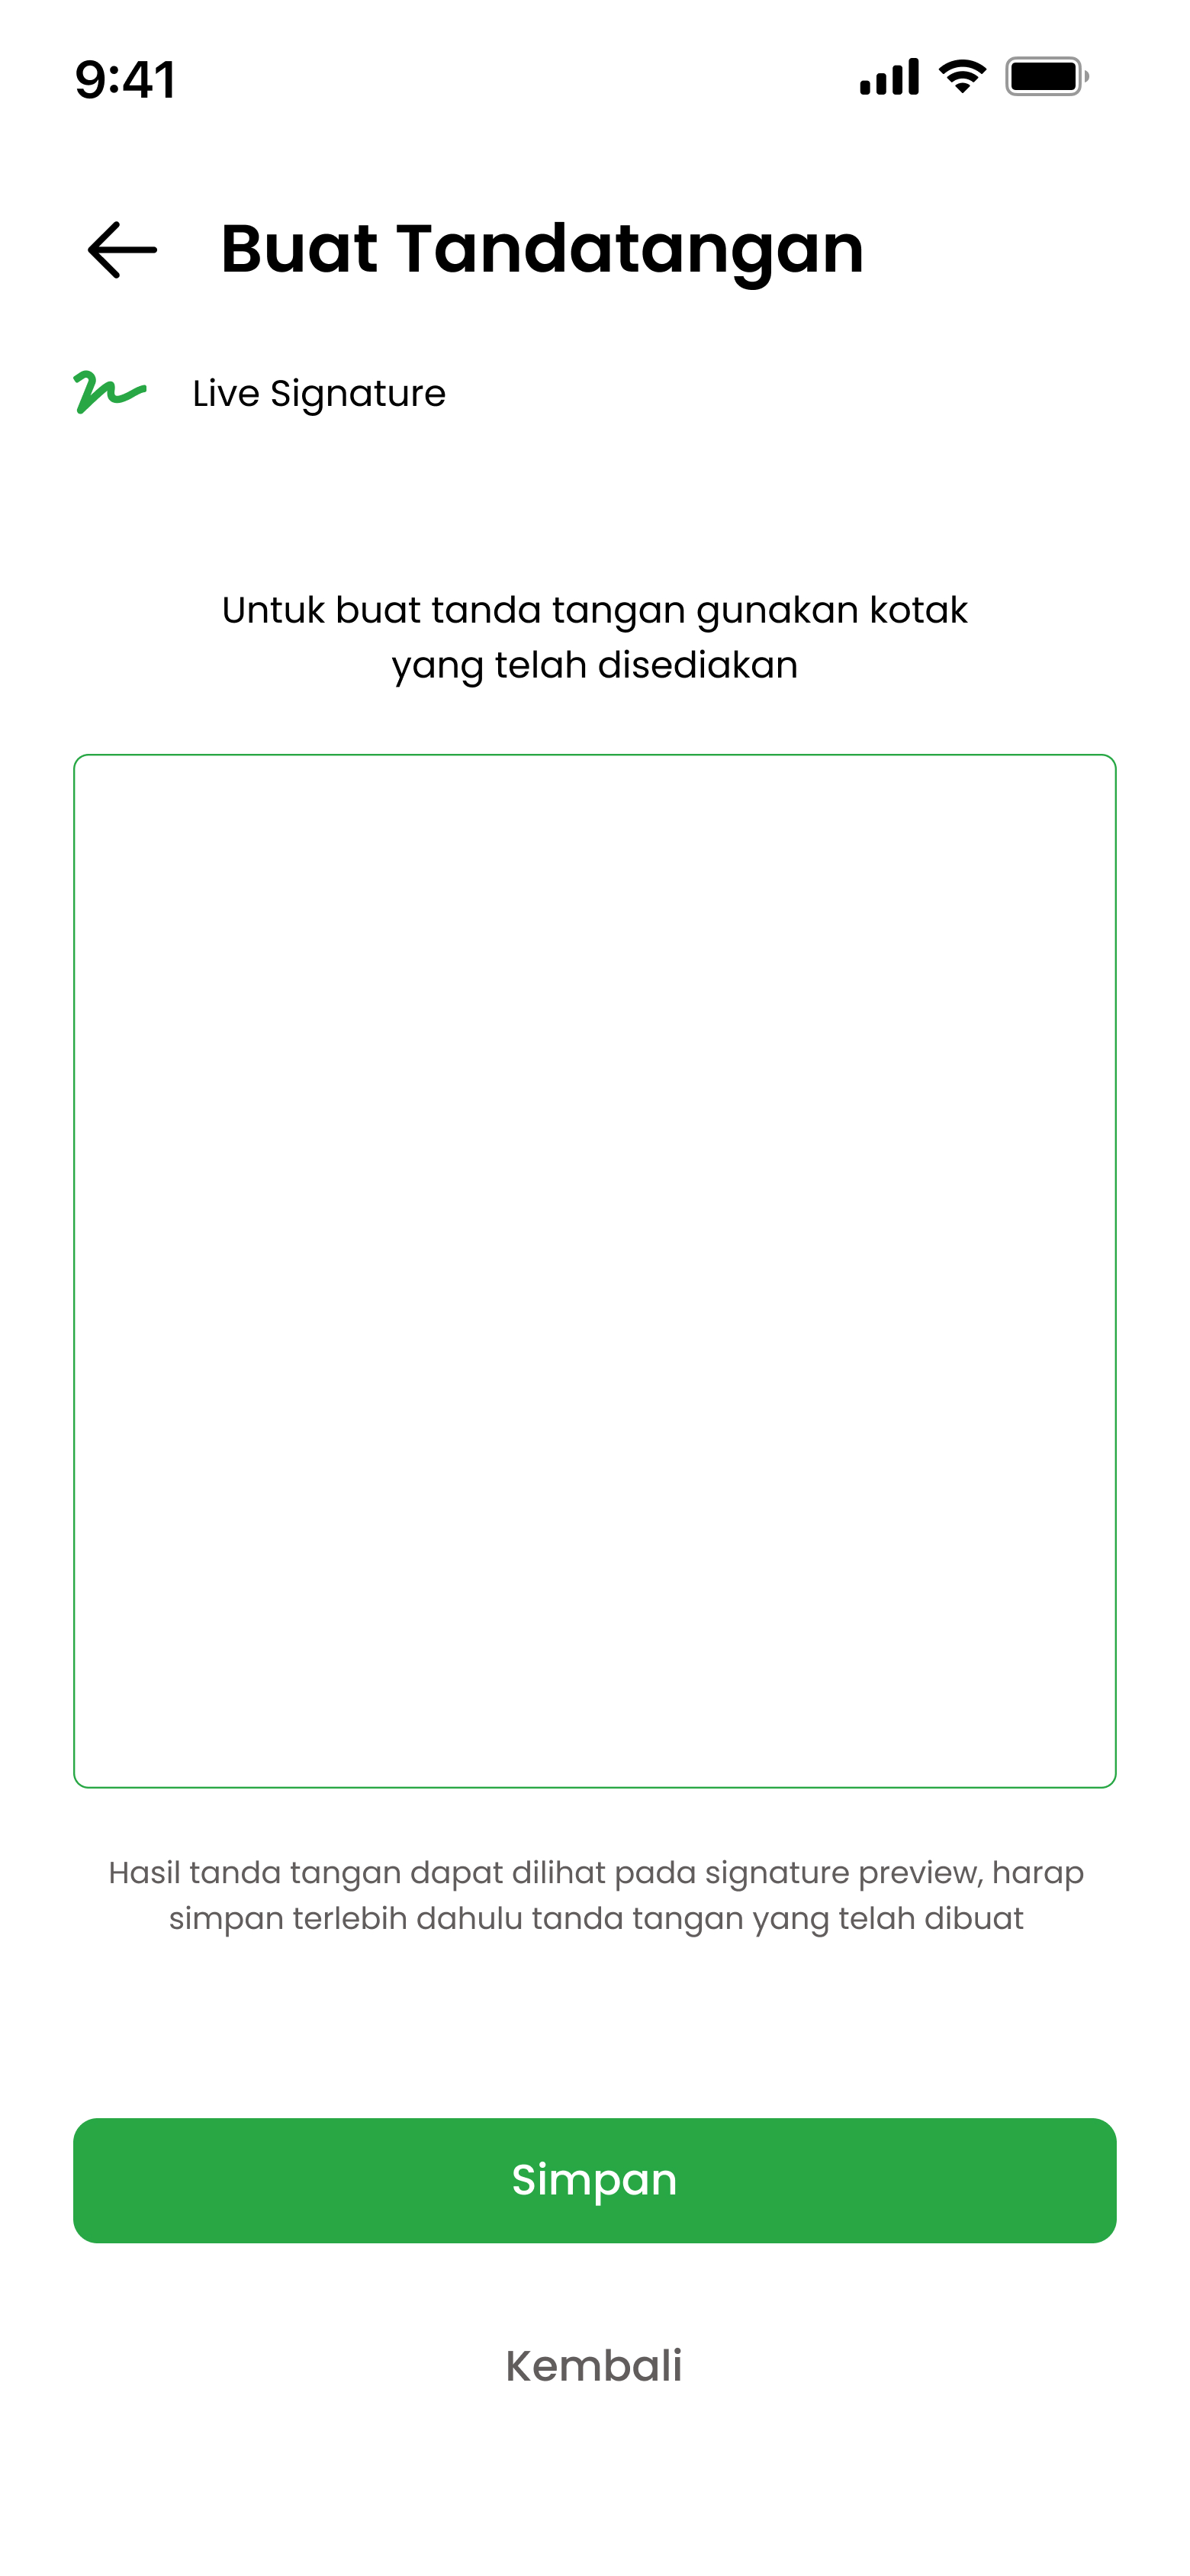 9:41
Buat Tandatangan
Live Signature
Untuk buat tanda tangan gunakan kotak
yang telah disediakan
Hasil tanda tangan dapat dilihat pada signature preview, harap
simpan terlebih dahulu tanda tangan yang telah dibuat
Simpan
Kembali